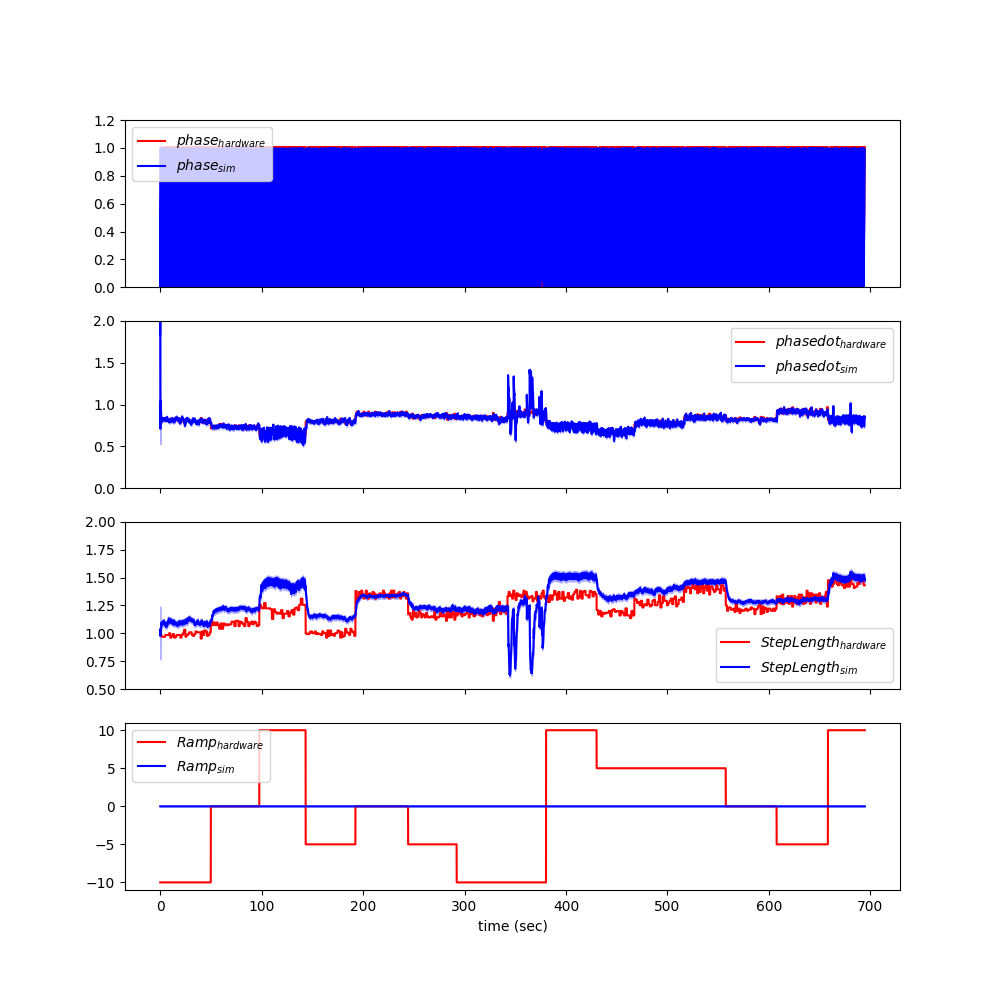 1.2
1.0
0.8
0.6
0.4
0.2
0.0
phase_hardware
phase_sim
2.0
1.5
1.0
0.5
0.0
phasedot_hardware
phasedot_sim
2.00
1.75
1.50
1.25
1.00
0.75
0.50
StepLength_hardware
StepLength_sim
10
5
0
−5
−10
Ramp_hardware
Ramp_sim
0 100 200 300 400 500 600 700
time (sec)